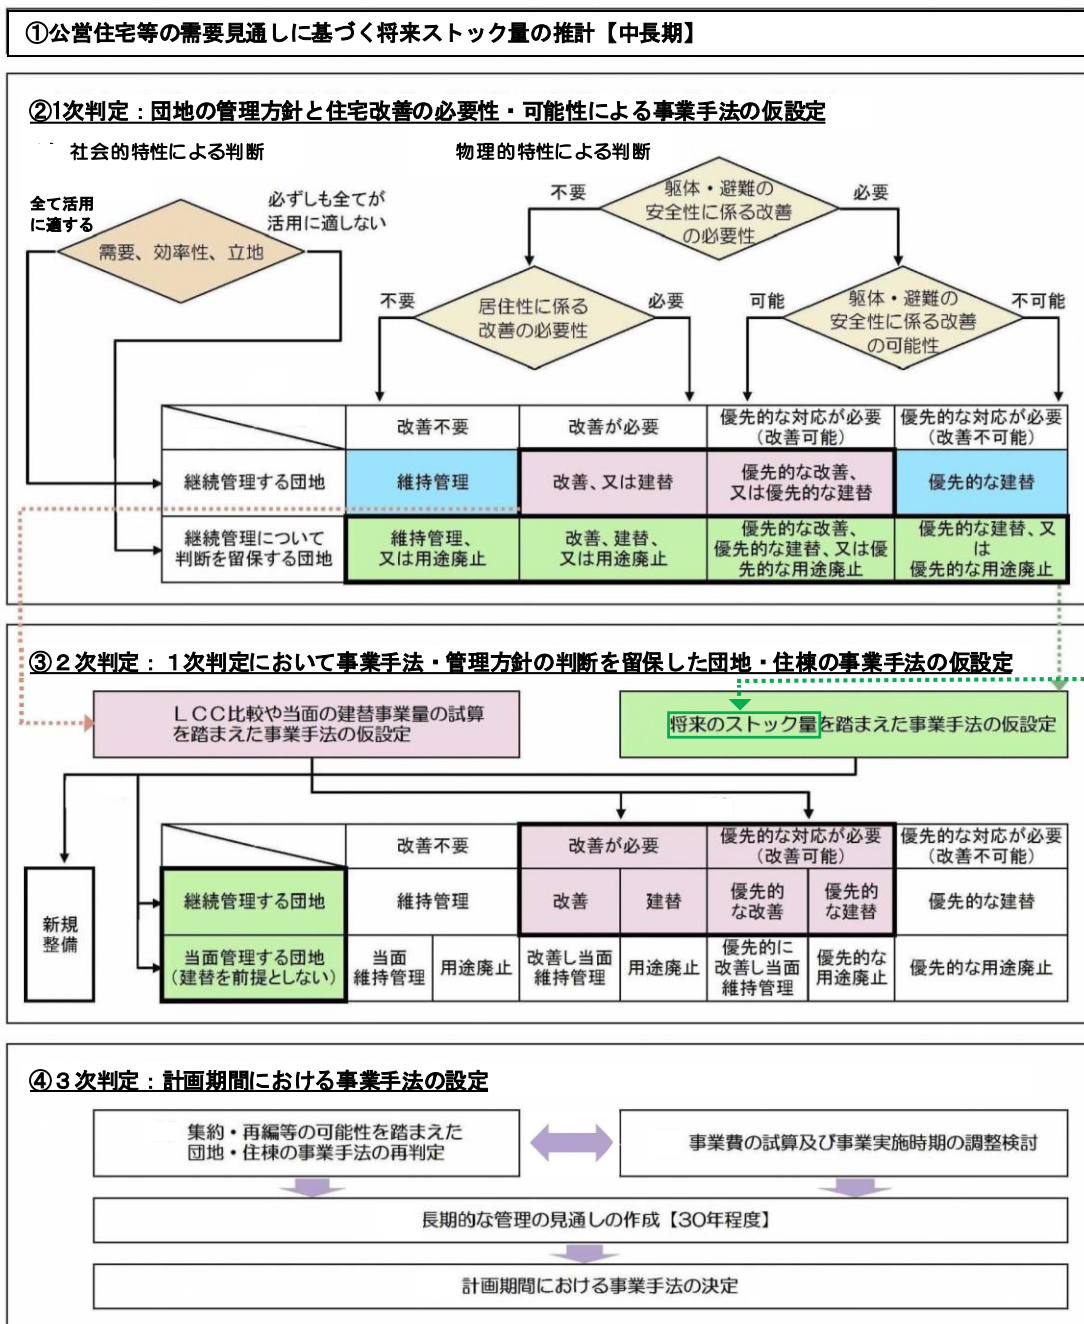 ①公営住宅等の需要見通しに基づく将来ストック量の推計【中長期】
②1次判定：団地の管理方針と住宅改善の必要性・可能性による事業手法の仮設定
社会的特性による判断
物理的特性による判断
全て活用
に適する
必ずしも全てが
活用に適しない
需要、効率性、立地
不要
躯体・避難の
安全性に係る改善
の必要性
必要
不要
居住性に係る
改善の必要性
必要
可能
躯体・避難の
安全性に係る改善
の可能性
不可能
改善不要
改善が必要
優先的な対応が必要
（改善可能）
優先的な対応が必要
（改善不可能）
継続管理する団地
維持管理
改善、又は建替
優先的な改善、
又は優先的な建替
優先的な建替
継続管理について
判断を留保する団地
維持管理、
又は用途廃止
改善、建替、
又は用途廃止
優先的な改善、
優先的な建替、又は優
先的な用途廃止
優先的な建替、又
は
優先的な用途廃止
③２次判定：１次判定において事業手法・管理方針の判断を留保した団地・住棟の事業手法の仮設定
ＬＣＣ比較や当面の建替事業量の試算
を踏まえた事業手法の仮設定
将来のストック量を踏まえた事業手法の仮設定
改善不要
改善が必要
優先的な対応が必要
（改善可能）
優先的な対応が必要
（改善不可能）
新規
整備
継続管理する団地
維持管理
改善
建替
優先的
な改善
優先的
な建替
優先的な建替
当面管理する団地
（建替を前提としない）
当面
維持管理
用途廃止
改善し当面
維持管理
用途廃止
優先的に
改善し当面
維持管理
優先的な
用途廃止
優先的な用途廃止
④３次判定：計画期間における事業手法の設定
集約・再編等の可能性を踏まえた
団地・住棟の事業手法の再判定
事業費の試算及び事業実施時期の調整検討
長期的な管理の見通しの作成【30年程度】
計画期間における事業手法の決定